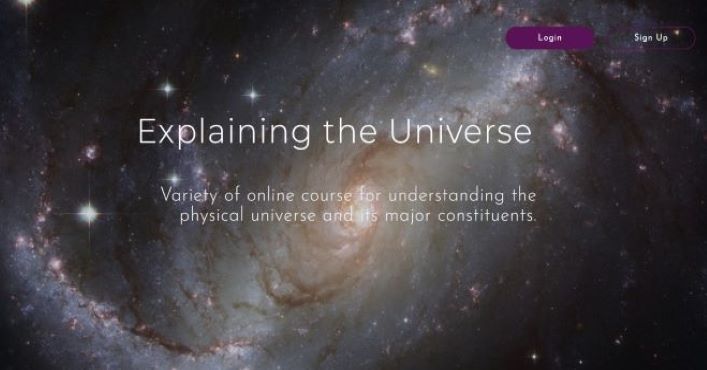 Login
Sign Up
Explaining the Universe
Variety of online course for understanding the
physical universe and its major constituents.